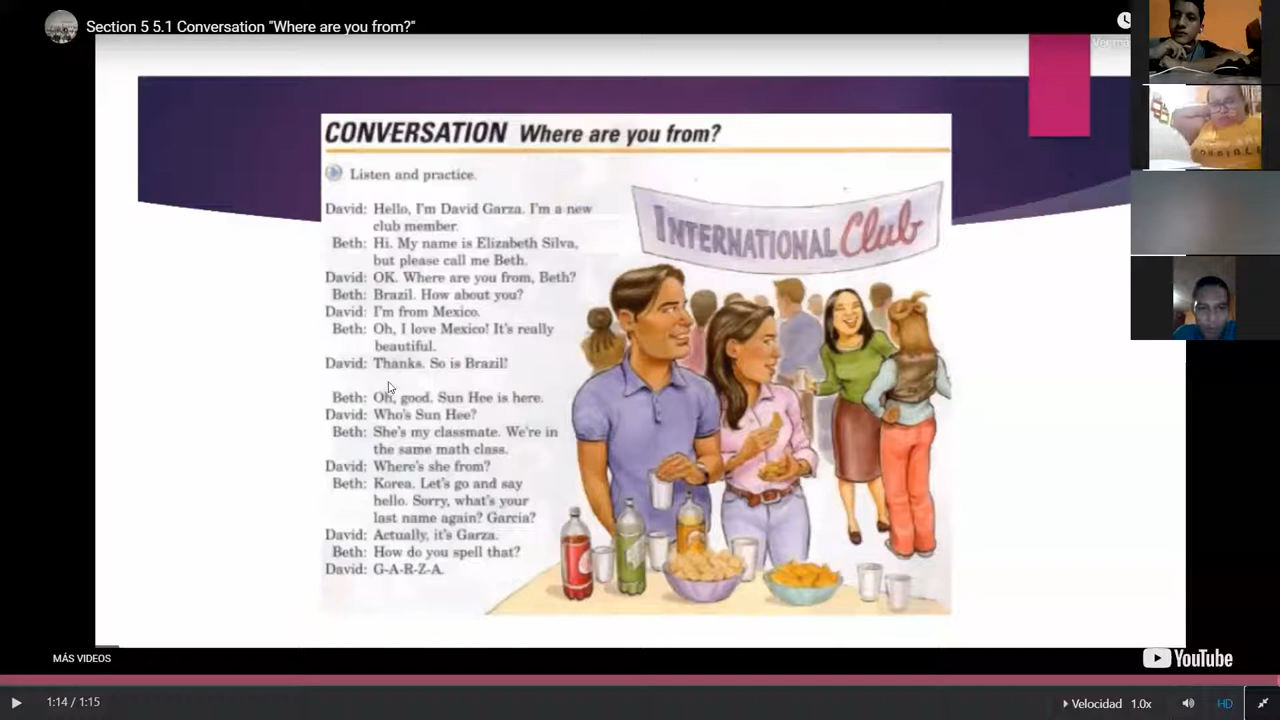 Section 5 5.1 Conversation "Where are you from?"
CONVERSATION Where are you from?
Listen and practice.
David: Hello, I'm David Garza. I'm a new
club member.
Beth: Hi. My name is Elizabeth Silva,
but please call me Beth.
David: OK. Where are you from, Beth?
Beth: Brazil. How about you?
David: I'm from Mexico.
Beth: Oh, I love Mexico! It's really
beautiful.
David: Thanks. So is Brazil!
Beth: Oh, good. Sun Hee is here.
David: Who's Sun Hee?
Beth: She's my classmate. We're in
the same math class.
David: Where's she from?
Beth: Korea. Let's go and say
hello. Sorry, what's your
last name again? Garcia?
David: Actually, it's Garza.
Beth: How do you spell that?
David: G-A-R-Z-A.
INTERNATIONAL Club
MÁS VIDEOS
YouTube
1:14 / 1:15
Velocidad 1.0x
HD